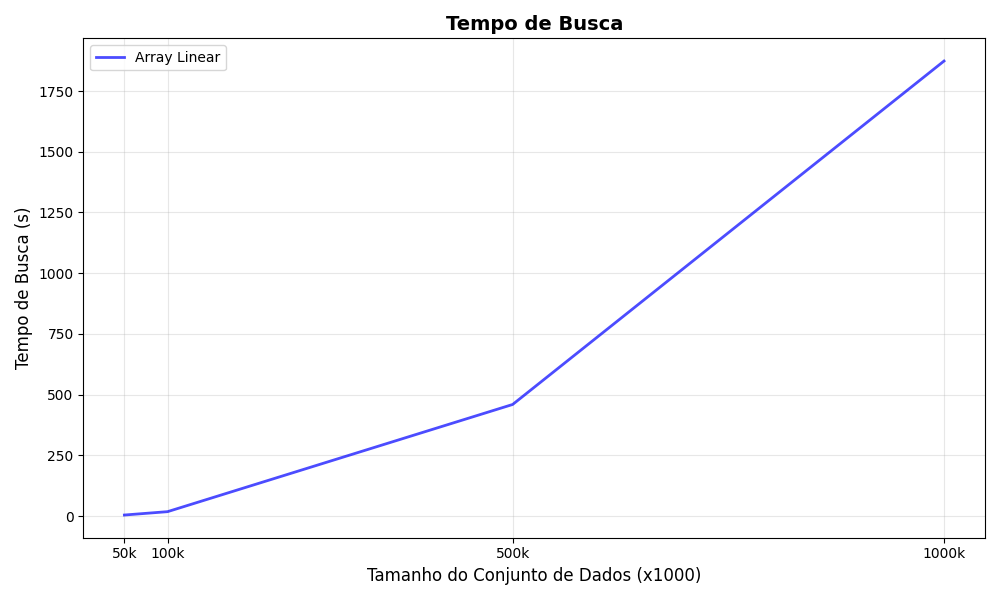 Tempo de Busca
Array Linear
Tempo de Busca (s)
1750
1500
1250
1000
750
500
250
0
50k 100k 500k 1000k
Tamanho do Conjunto de Dados (x1000)